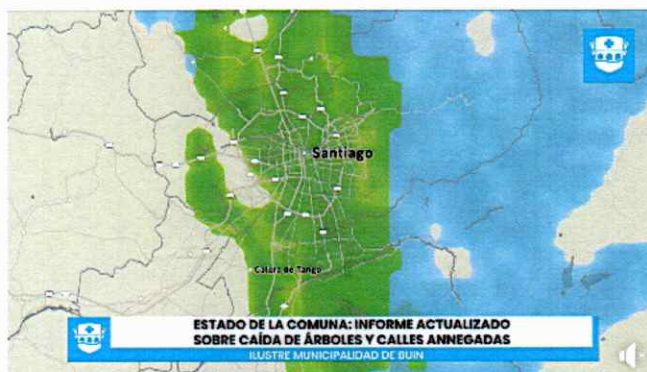 Santiago
Calera de Tango
ESTADO DE LA COMUNA: INFORME ACTUALIZADO
SOBRE CAÍDA DE ÁRBOLES Y CALLES ANNEGADAS
ILUSTRE MUNICIPALIDAD DE BUIN